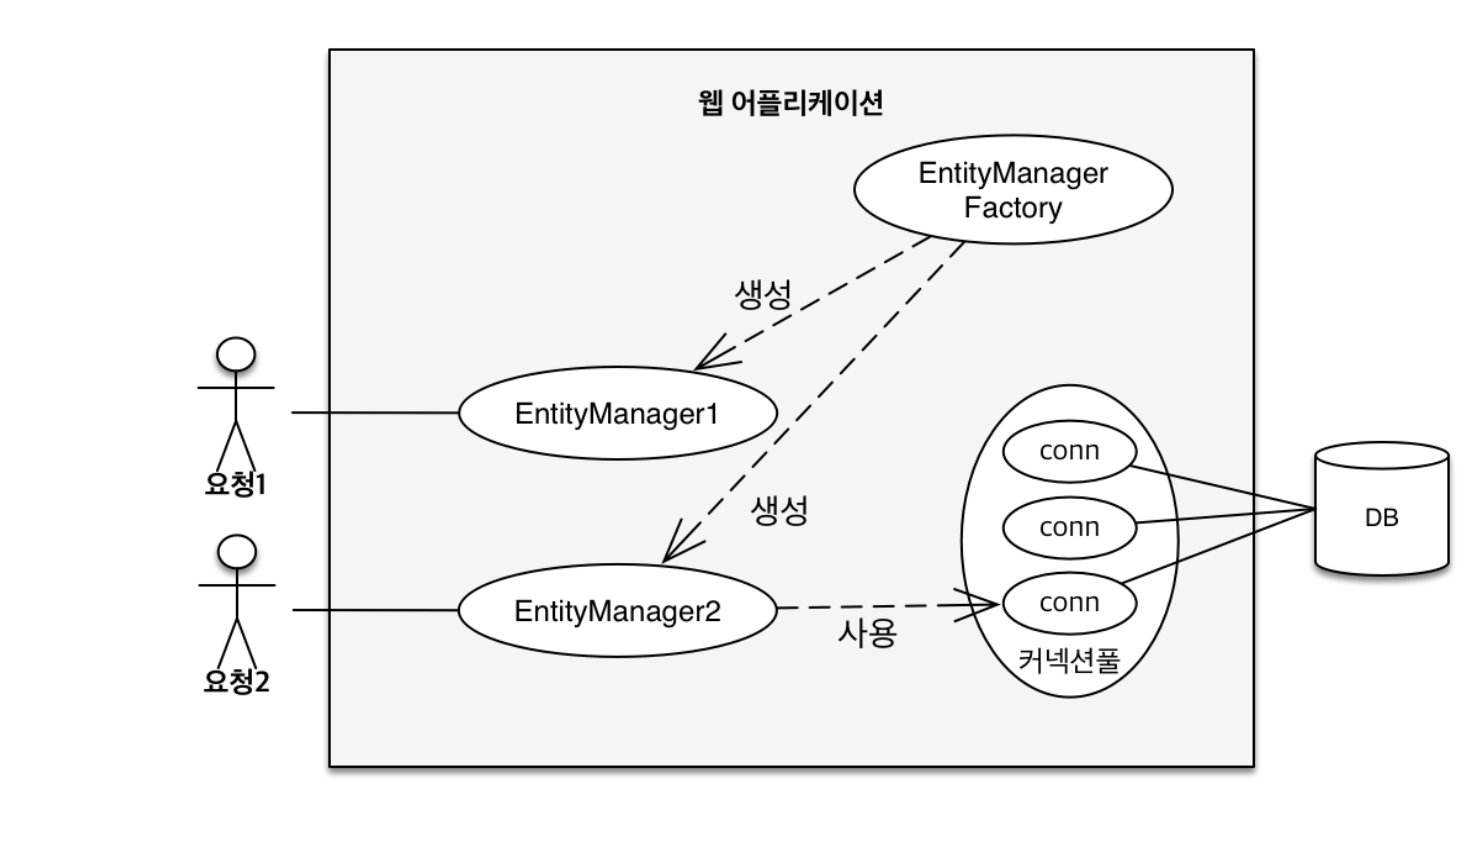 웹 어플리케이션
EntityManager
Factory
생성
EntityManager1
요청1
conn
conn
conn
커넥션풀
DB
생성
EntityManager2
사용
요청2